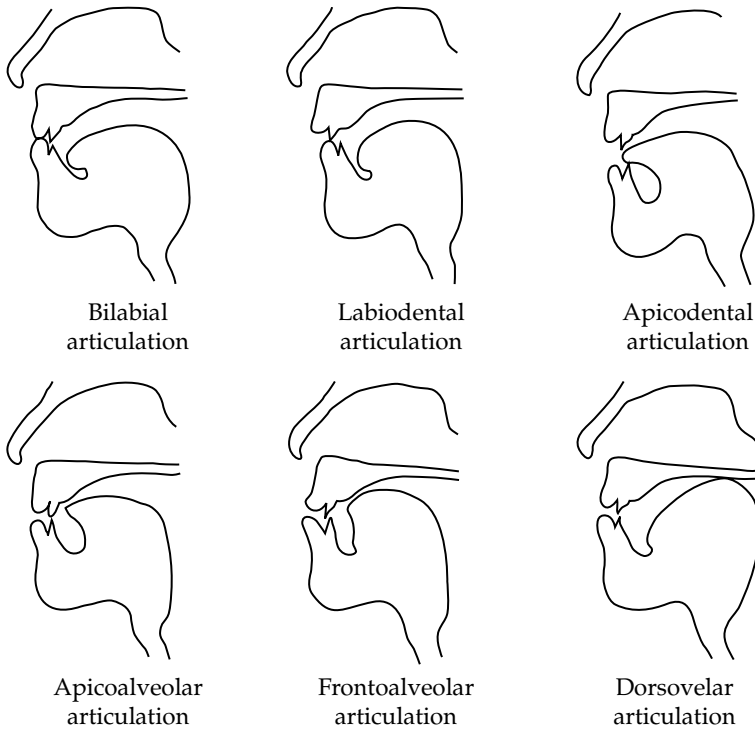 Bilabial
articulation
Labiodental
articulation
Apicodental
articulation
Apicoalveolar
articulation
Frontoalveolar
articulation
Dorsovelar
articulation